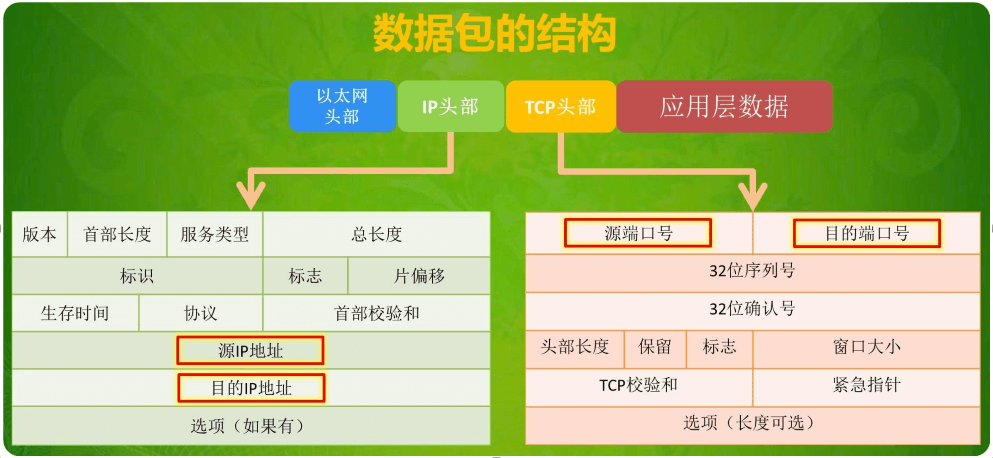 数据包的结构
以太网
头部
IP头部
TCP头部
应用层数据
版本
首部长度
服务类型
总长度
标识
标志
片偏移
生存时间
协议
首部校验和
源IP地址
目的IP地址
选项（如果有）
源端口号
目的端口号
32位序列号
32位确认号
头部长度
保留
标志
窗口大小
TCP校验和
紧急指针
选项（长度可选）